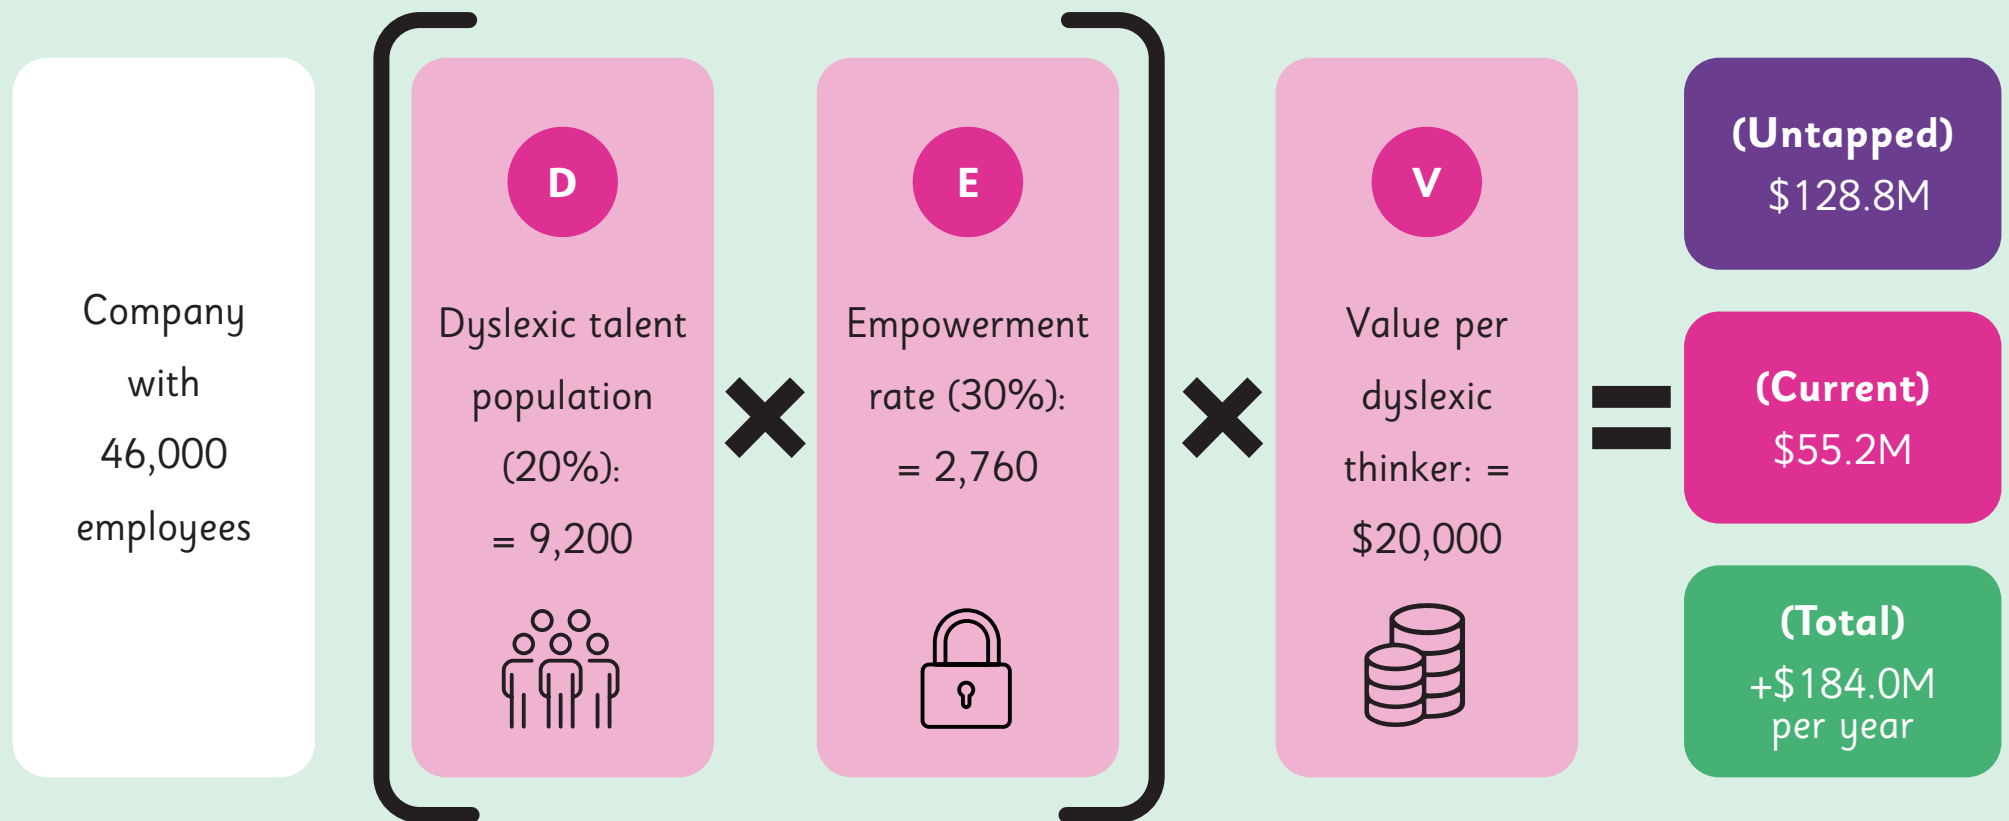 Company
with
46,000
employees
D
Dyslexic talent
population
(20%):
= 9,200
E
Empowerment
rate (30%):
= 2,760
V
Value per
dyslexic
thinker: =
$20,000
(Untapped)
$128.8M
(Current)
$55.2M
(Total)
+$184.0M
per year